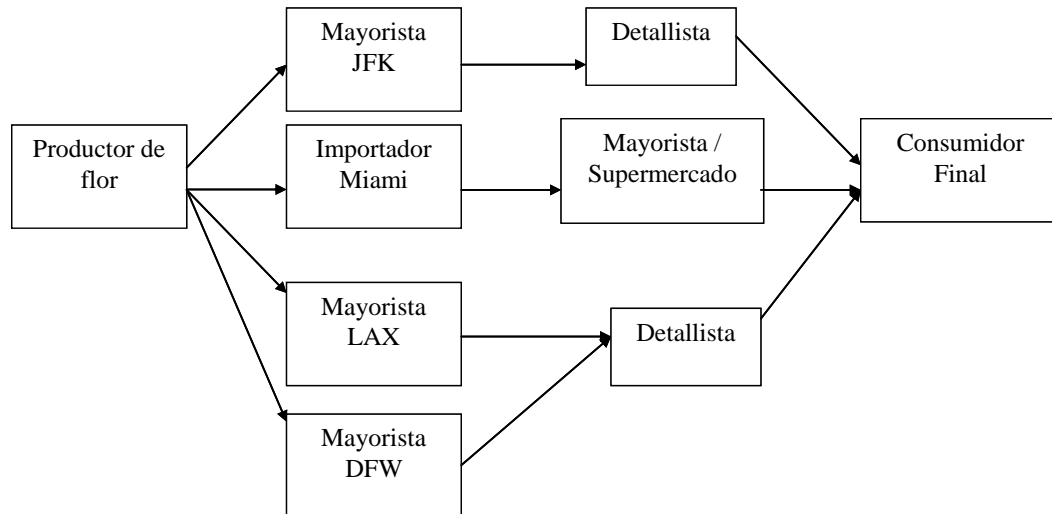 Mayorista
JFK
Detallista
Productor de
flor
Importador
Miami
Mayorista /
Supermercado
Consumidor
Final
Mayorista
LAX
Detallista
Mayorista
DFW